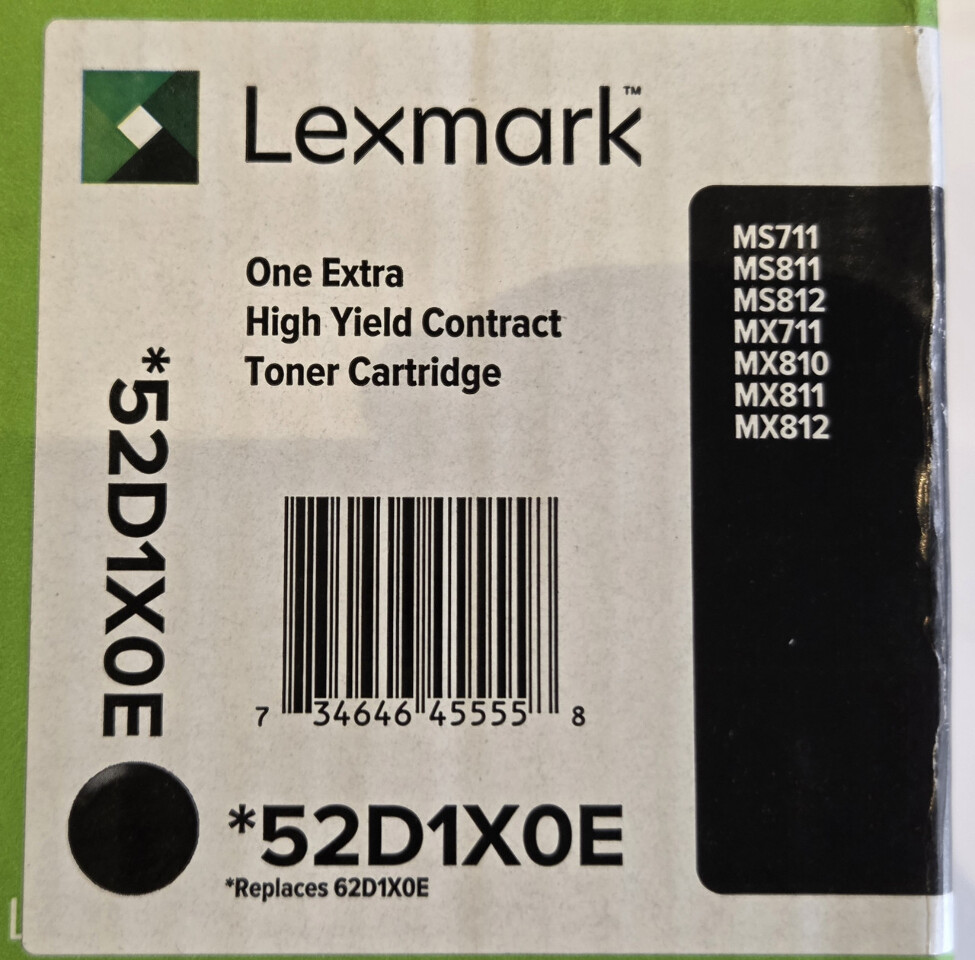 Lexmark™
One Extra
High Yield Contract
Toner Cartridge
MS711
MS811
MS812
MX711
MX810
MX811
MX812
*52D1X0E
7 34646 45555 8
*52D1X0E
*Replaces 62D1X0E
L